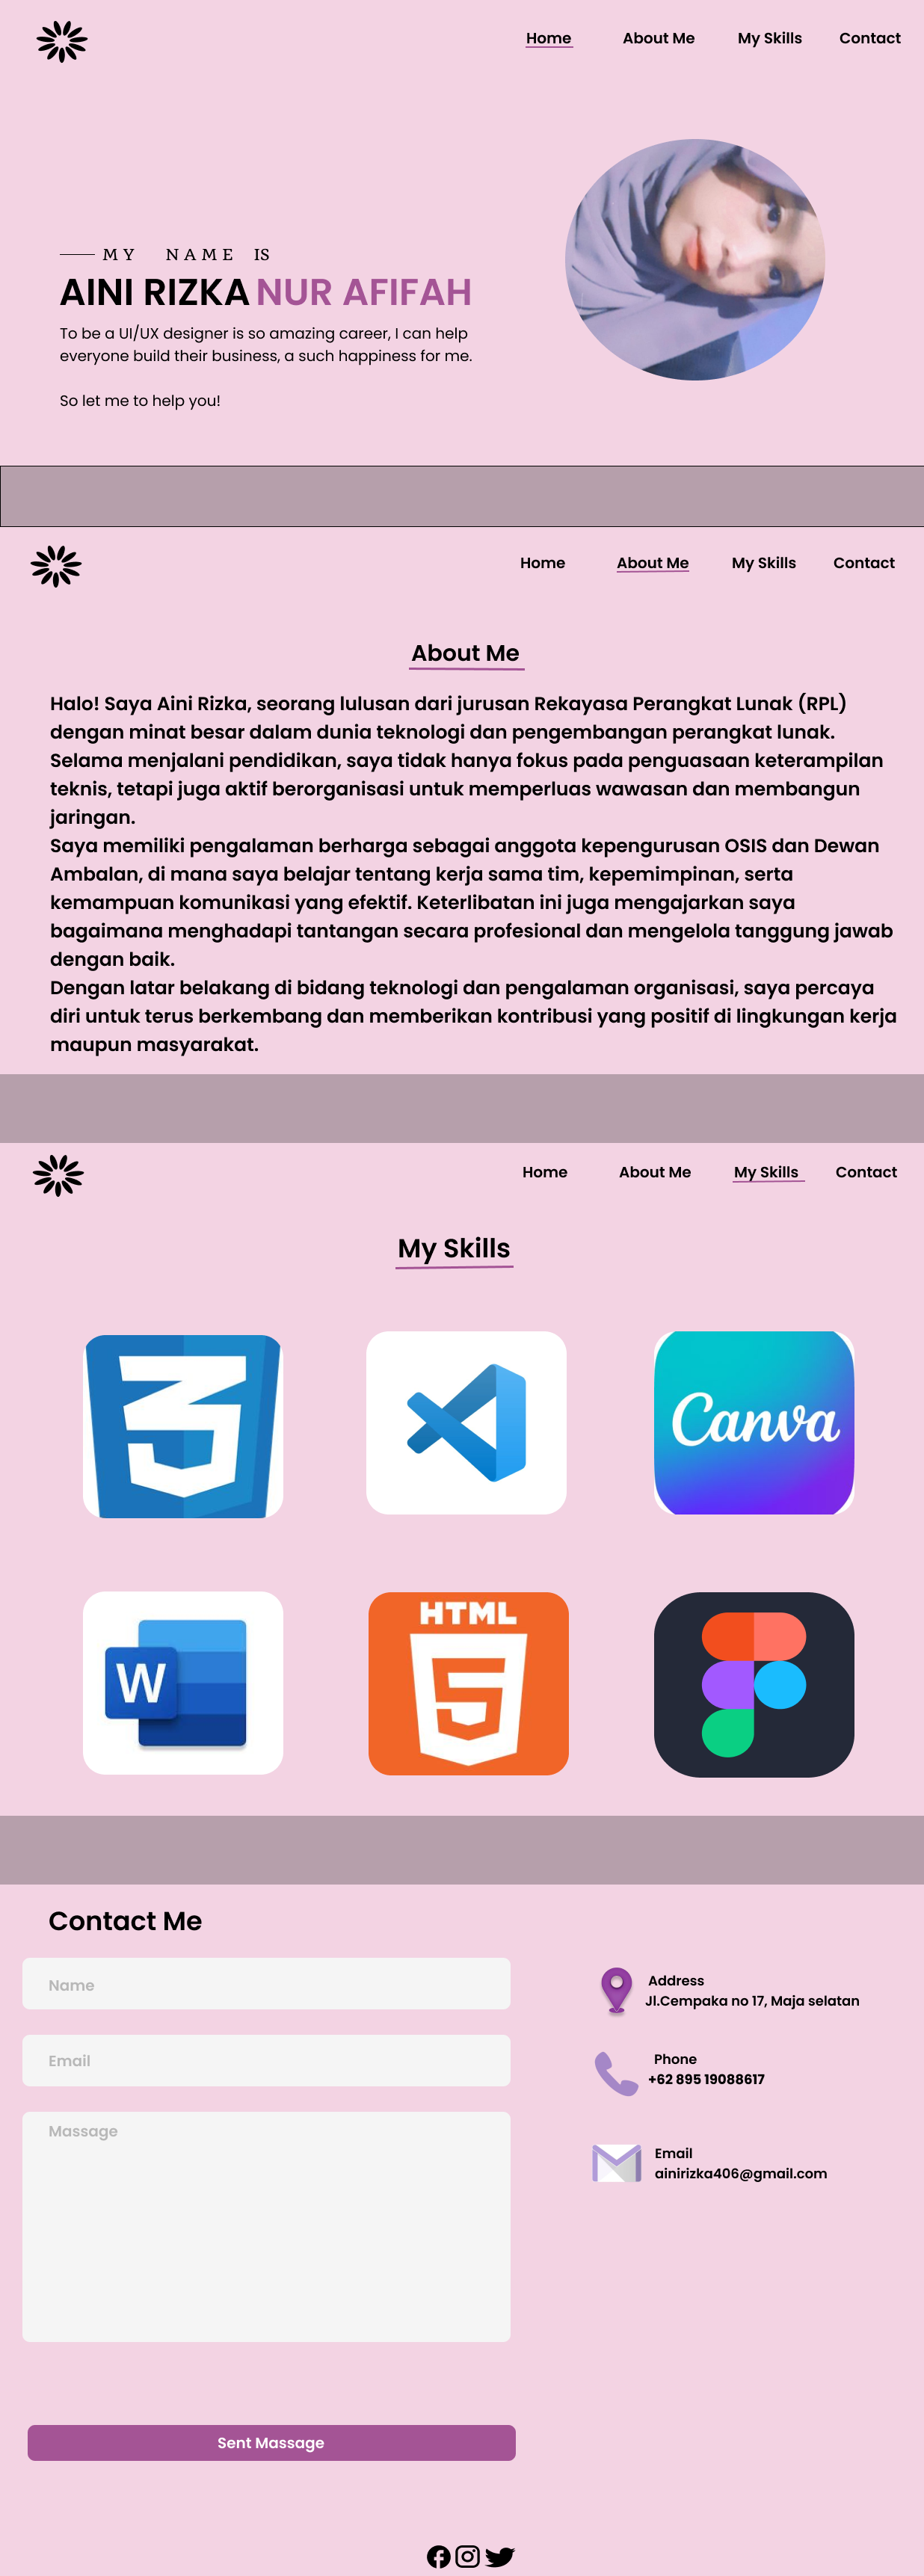 Home About Me My Skills Contact
MY NAME IS
AINI RIZKA NUR AFIFAH
To be a UI/UX designer is so amazing career, I can help
everyone build their business, a such happiness for me.
So let me to help you!
Home About Me My Skills Contact
About Me
Halo! Saya Aini Rizka, seorang lulusan dari jurusan Rekayasa Perangkat Lunak (RPL)
dengan minat besar dalam dunia teknologi dan pengembangan perangkat lunak.
Selama menjalani pendidikan, saya tidak hanya fokus pada penguasaan keterampilan
teknis, tetapi juga aktif berorganisasi untuk memperluas wawasan dan membangun
jaringan.
Saya memiliki pengalaman berharga sebagai anggota kepengurusan OSIS dan Dewan
Ambalan, di mana saya belajar tentang kerja sama tim, kepemimpinan, serta
kemampuan komunikasi yang efektif. Keterlibatan ini juga mengajarkan saya
bagaimana menghadapi tantangan secara profesional dan mengelola tanggung jawab
dengan baik.
Dengan latar belakang di bidang teknologi dan pengalaman organisasi, saya percaya
diri untuk terus berkembang dan memberikan kontribusi yang positif di lingkungan kerja
maupun masyarakat.
Home About Me My Skills Contact
My Skills
3
Canva
W
HTML
5
Contact Me
Name
Email
Massage
Sent Massage
Address
Jl.Cempaka no 17, Maja selatan
Phone
+62 895 19088617
Email
ainirizka406@gmail.com